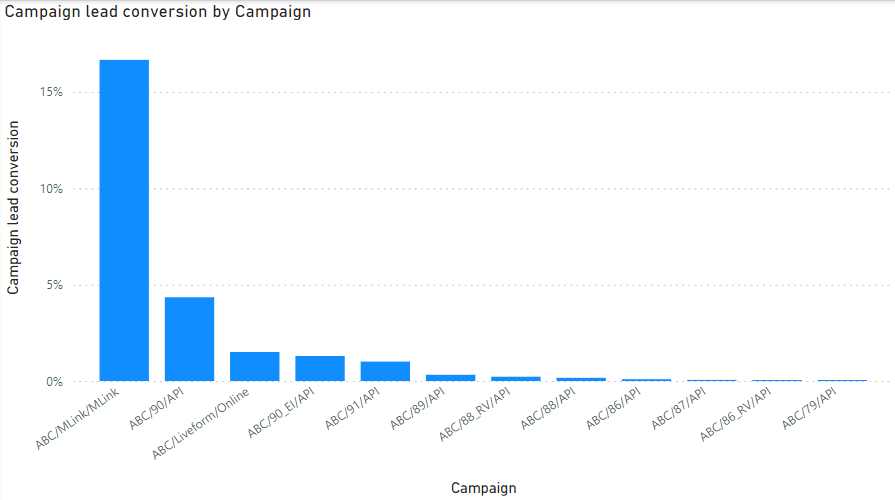 Campaign lead conversion by Campaign
Campaign lead conversion
15%
10%
5%
0%
ABC/MLink/MLink
ABC/90/API
ABC/Liveform/Online
ABC/90_EI/API
ABC/91/API
ABC/89/API
ABC/88_RV/API
ABC/88/API
ABC/86/API
ABC/87/API
ABC/86_RV/API
ABC/79/API
Campaign